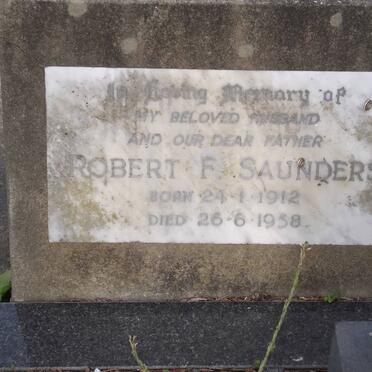 In Loving Memory of
MY BELOVED HUSBAND
AND OUR DEAR FATHER
ROBERT F. SAUNDERS
BORN 24-1-1912
DIED 26-6-1958